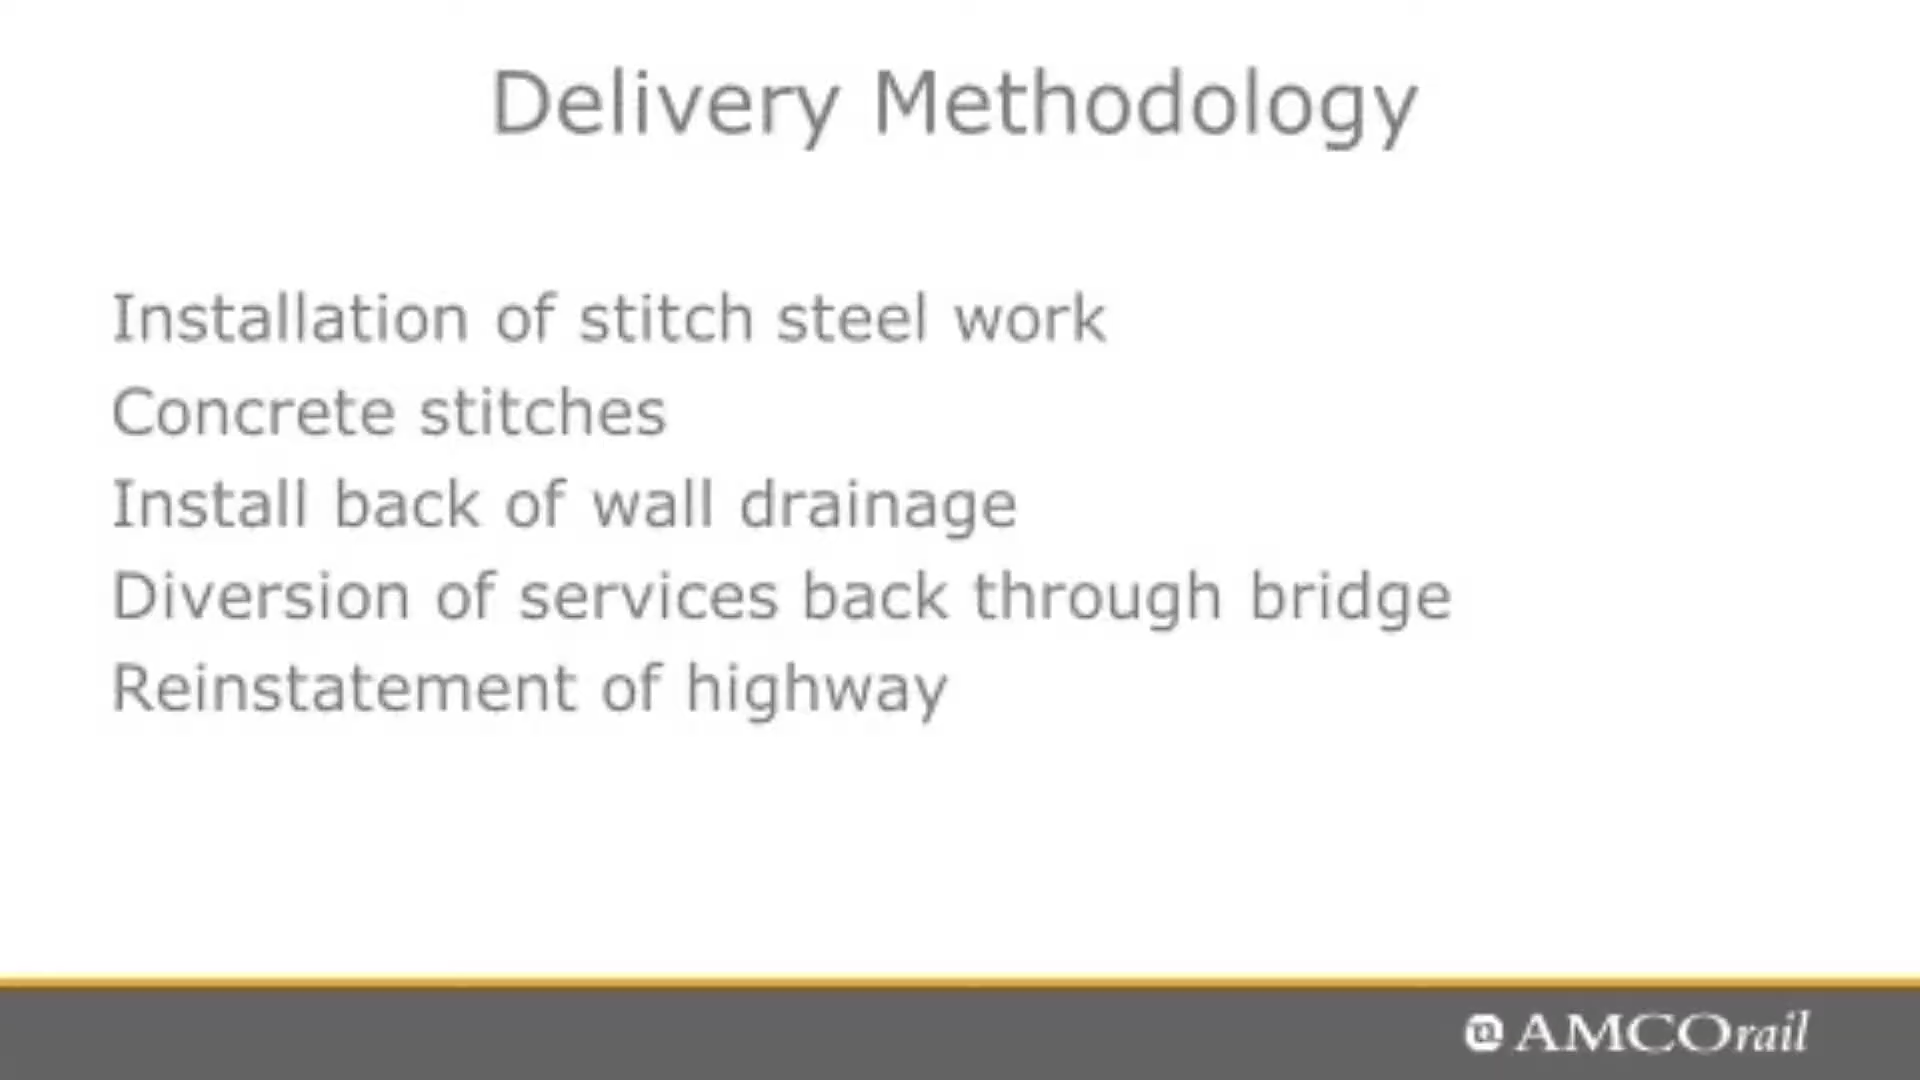 Delivery Methodology
Installation of stitch steel work
Concrete stitches
Install back of wall drainage
Diversion of services back through bridge
Reinstatement of highway
AMCOrail